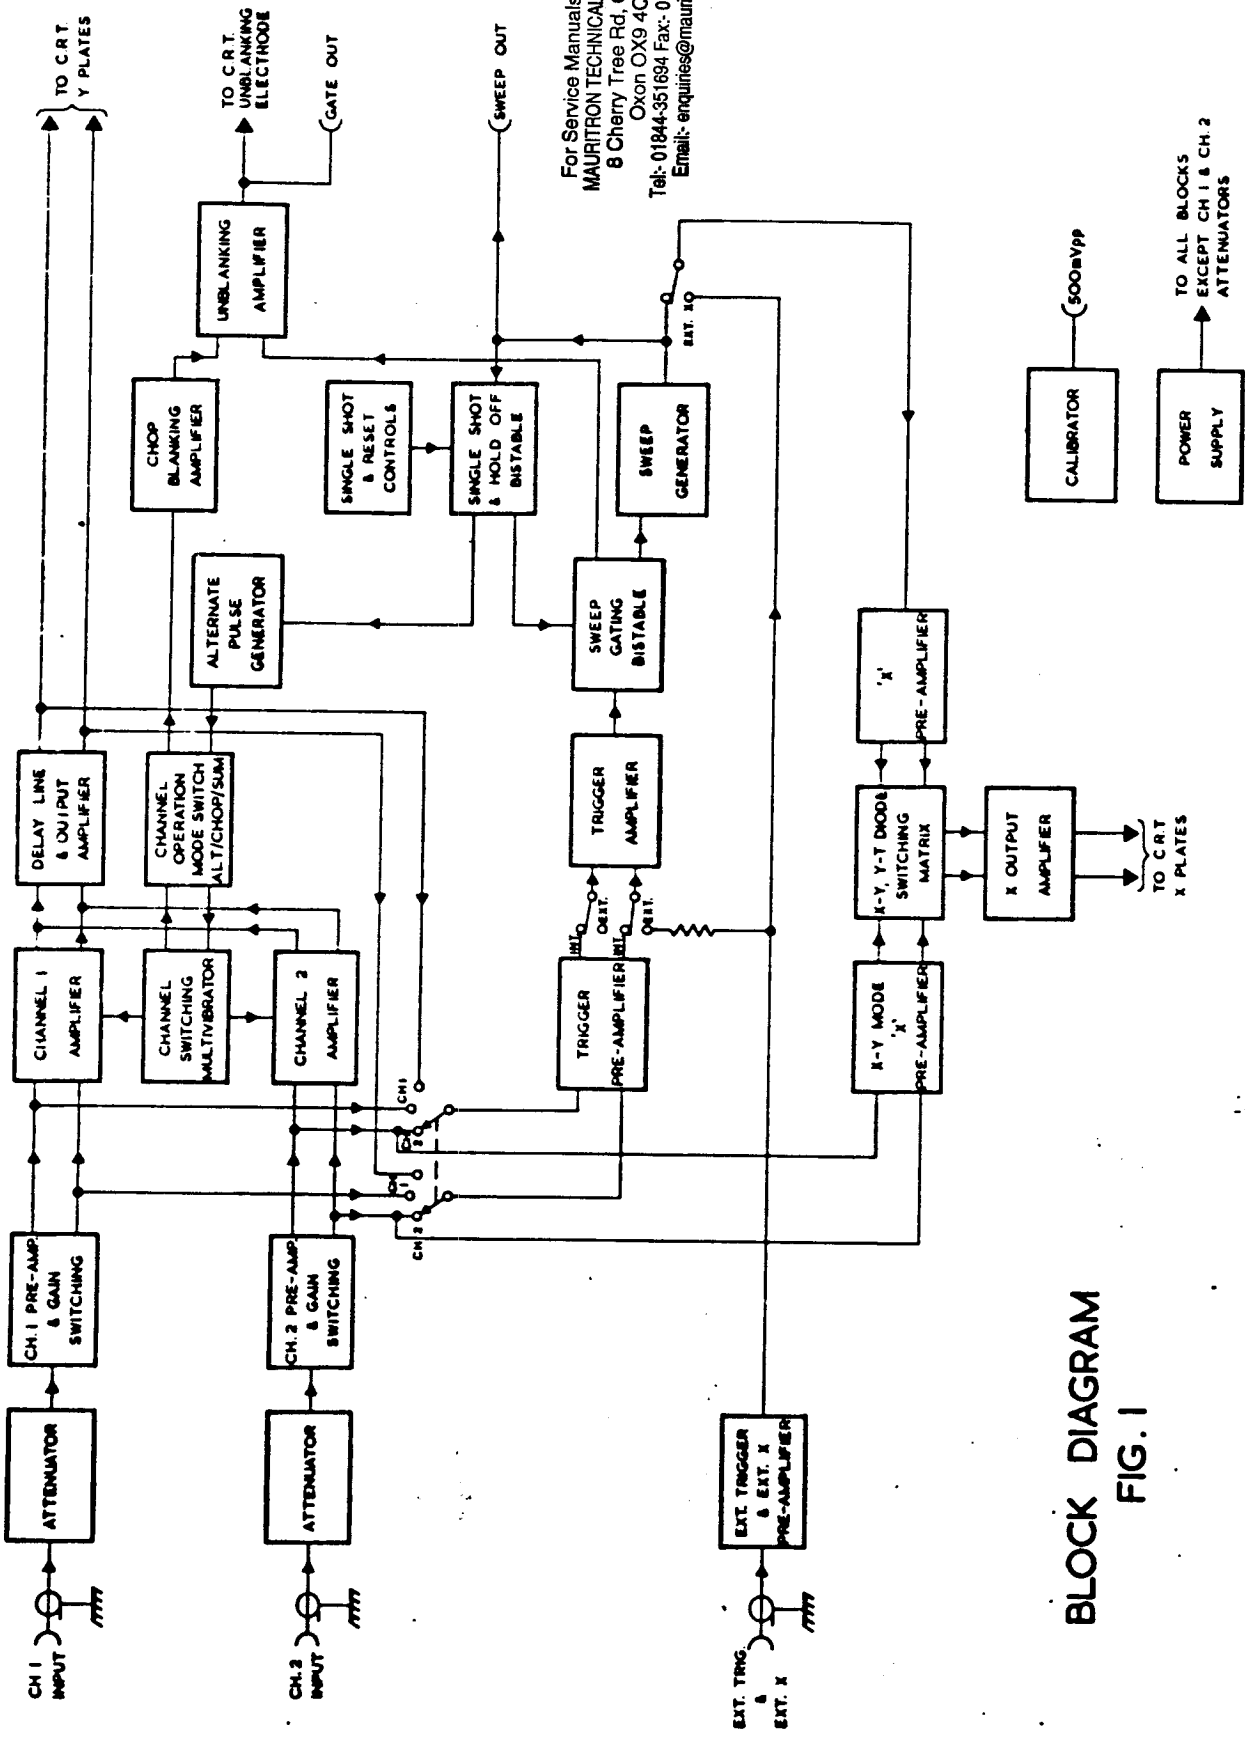 CH 1
INPUT
ATTENUATOR
CH. 1 PRE-AMP.
& GAIN
SWITCHING
CHANNEL 1
AMPLIFIER
DELAY LINE
& OUTPUT
AMPLIFIER
TO C.R.T.
Y PLATES
CHANNEL
SWITCHING
MULTIVIBRATOR
CHANNEL
OPERATION
MODE SWITCH
ALT/CHOP/SUM
CHOP
BLANKING
AMPLIFIER
UNBLANKING
AMPLIFIER
TO C.R.T.
UNBLANKING
ELECTRODE
GATE OUT
ALTERNATE
PULSE
GENERATOR
CH.2
INPUT
ATTENUATOR
CH. 2 PRE-AMP.
& GAIN
SWITCHING
CHANNEL 2
AMPLIFIER
SINGLE SHOT
& RESET
CONTROLS
SINGLE SHOT
& HOLD OFF
BISTABLE
SWEEP OUT
CH1
CH
2
CH
1
CH. 2
TRIGGER
PRE-AMPLIFIER
INT.
EXT.
INT.
EXT.
TRIGGER
AMPLIFIER
SWEEP
GATING
BISTABLE
SWEEP
GENERATOR
EXT. X
For Service Manuals
MAURITRON TECHNICAL
8 Cherry Tree Rd,
Oxon OX9 4
Tel:- 01844-351694 Fax:- 0
Email:- enquiries@mauri
EXT. TRIG.
&
EXT. X
EXT. TRIGGER
& EXT. X
PRE-AMPLIFIER
X-Y MODE
'X'
PRE-AMPLIFIER
X-Y, Y-T DIODE
SWITCHING
MATRIX
'X'
PRE-AMPLIFIER
X OUTPUT
AMPLIFIER
TO C.R.T
X PLATES
CALIBRATOR
500mVpp
POWER
SUPPLY
TO ALL BLOCKS
EXCEPT CH 1 & CH. 2
ATTENUATORS
BLOCK DIAGRAM
FIG. 1